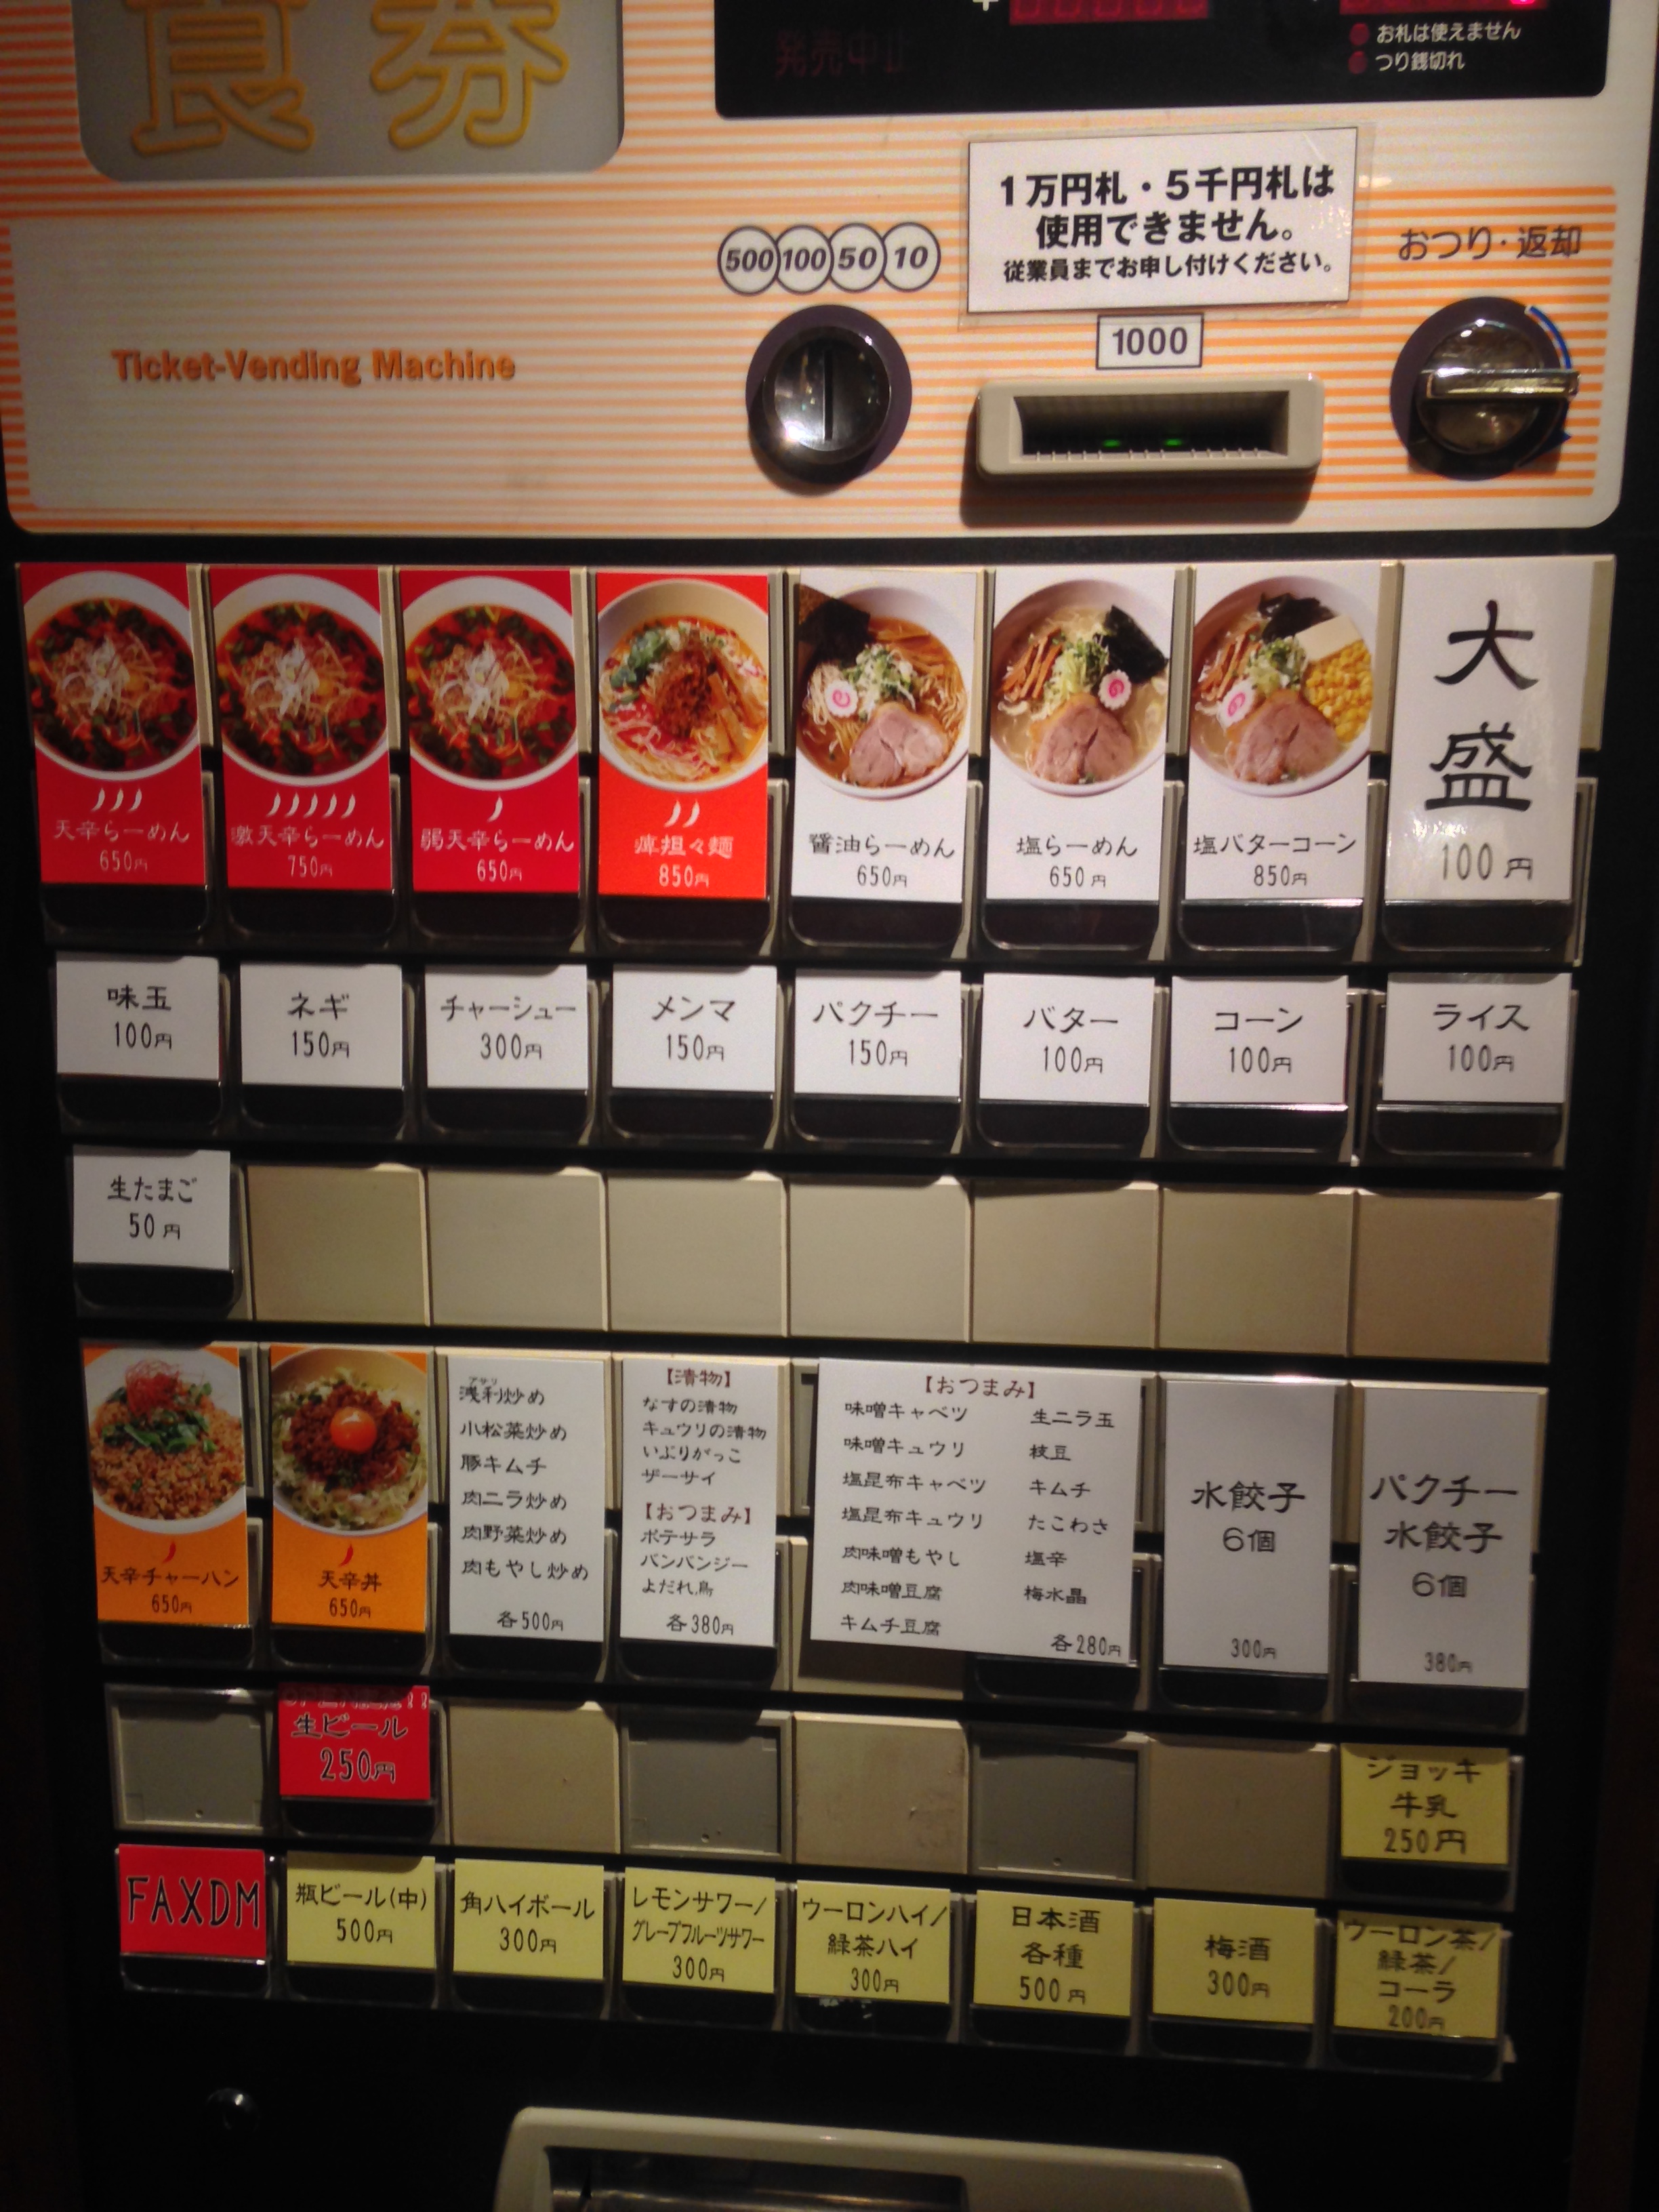 食券
発売中止
お札は使えません
つり銭切れ
1万円札・5千円札は
使用できません。
従業員までお申し付けください。
500 100 50 10
おつり・返却
1000
Ticket-Vending Machine
天辛らーめん
650円
激天辛らーめん
750円
弱天辛らーめん
650円
痺担々麺
850円
醤油らーめん
650円
塩らーめん
650円
塩バターコーン
850円
大
盛
100円
味玉
100円
ネギ
150円
チャーシュー
300円
メンマ
150円
パクチー
150円
バター
100円
コーン
100円
ライス
100円
生たまご
50円
天辛チャーハン
650円
天辛丼
650円
アサリ
浅利炒め
小松菜炒め
豚キムチ
肉ニラ炒め
肉野菜炒め
肉もやし炒め
各500円
【漬物】
なすの漬物
キュウリの漬物
いぶりがっこ
ザーサイ
【おつまみ】
ポテサラ
バンバンジー
よだれ鳥
各380円
【おつまみ】
味噌キャベツ
味噌キュウリ
塩昆布キャベツ
塩昆布キュウリ
肉味噌もやし
肉味噌豆腐
キムチ豆腐
生ニラ玉
枝豆
キムチ
たこわさ
塩辛
梅水晶
各280円
水餃子
6個
300円
パクチー
水餃子
6個
380円
生ビール
250円
ジョッキ
牛乳
250円
FAXDM
瓶ビール(中)
500円
角ハイボール
300円
レモンサワー/
グレープフルーツサワー
300円
ウーロンハイ/
緑茶ハイ
300円
日本酒
各種
500円
梅酒
300円
ウーロン茶/
緑茶/
コーラ
200円